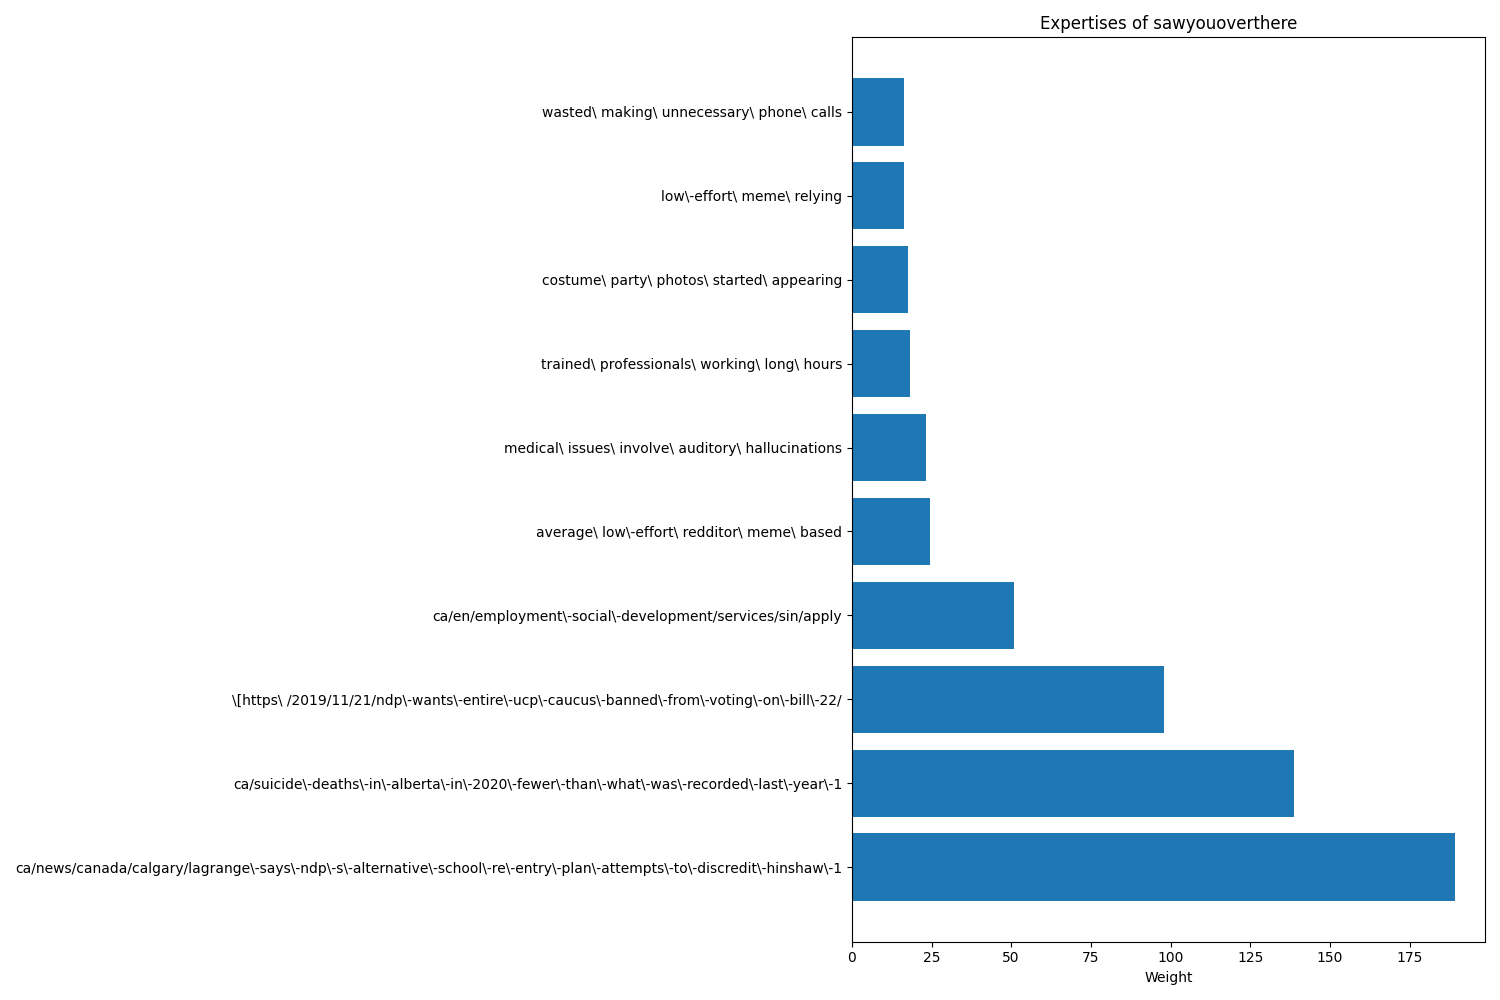 Expertises of sawyouoverthere
wasted\ making\ unnecessary\ phone\ calls
low\-effort\ meme\ relying
costume\ party\ photos\ started\ appearing
trained\ professionals\ working\ long\ hours
medical\ issues\ involve\ auditory\ hallucinations
average\ low\-effort\ redditor\ meme\ based
ca/en/employment\-social\-development/services/sin/apply
\[https\ /2019/11/21/ndp\-wants\-entire\-ucp\-caucus\-banned\-from\-voting\-on\-bill\-22/
ca/suicide\-deaths\-in\-alberta\-in\-2020\-fewer\-than\-what\-was\-recorded\-last\-year\-1
ca/news/canada/calgary/lagrange\-says\-ndp\-s\-alternative\-school\-re\-entry\-plan\-attempts\-to\-discredit\-hinshaw\-1
0 25 50 75 100 125 150 175
Weight